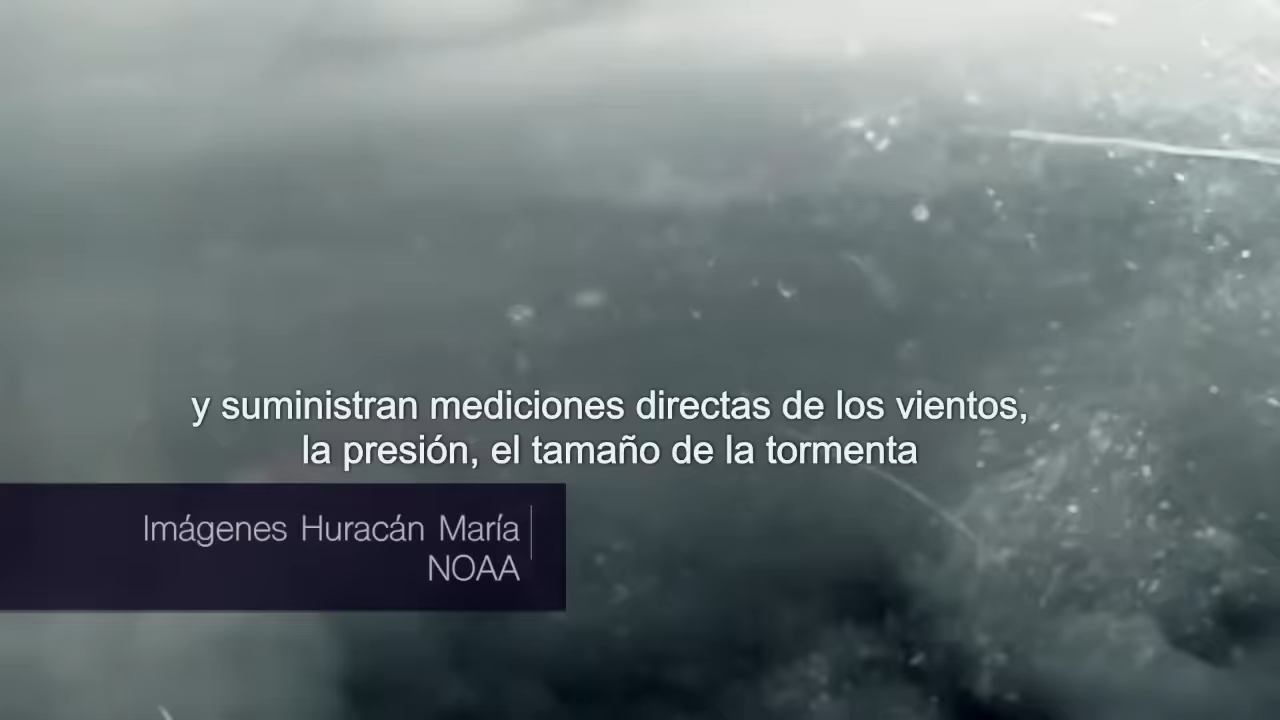 y suministran mediciones directas de los vientos,
la presión, el tamaño de la tormenta
Imágenes Huracán María
NOAA